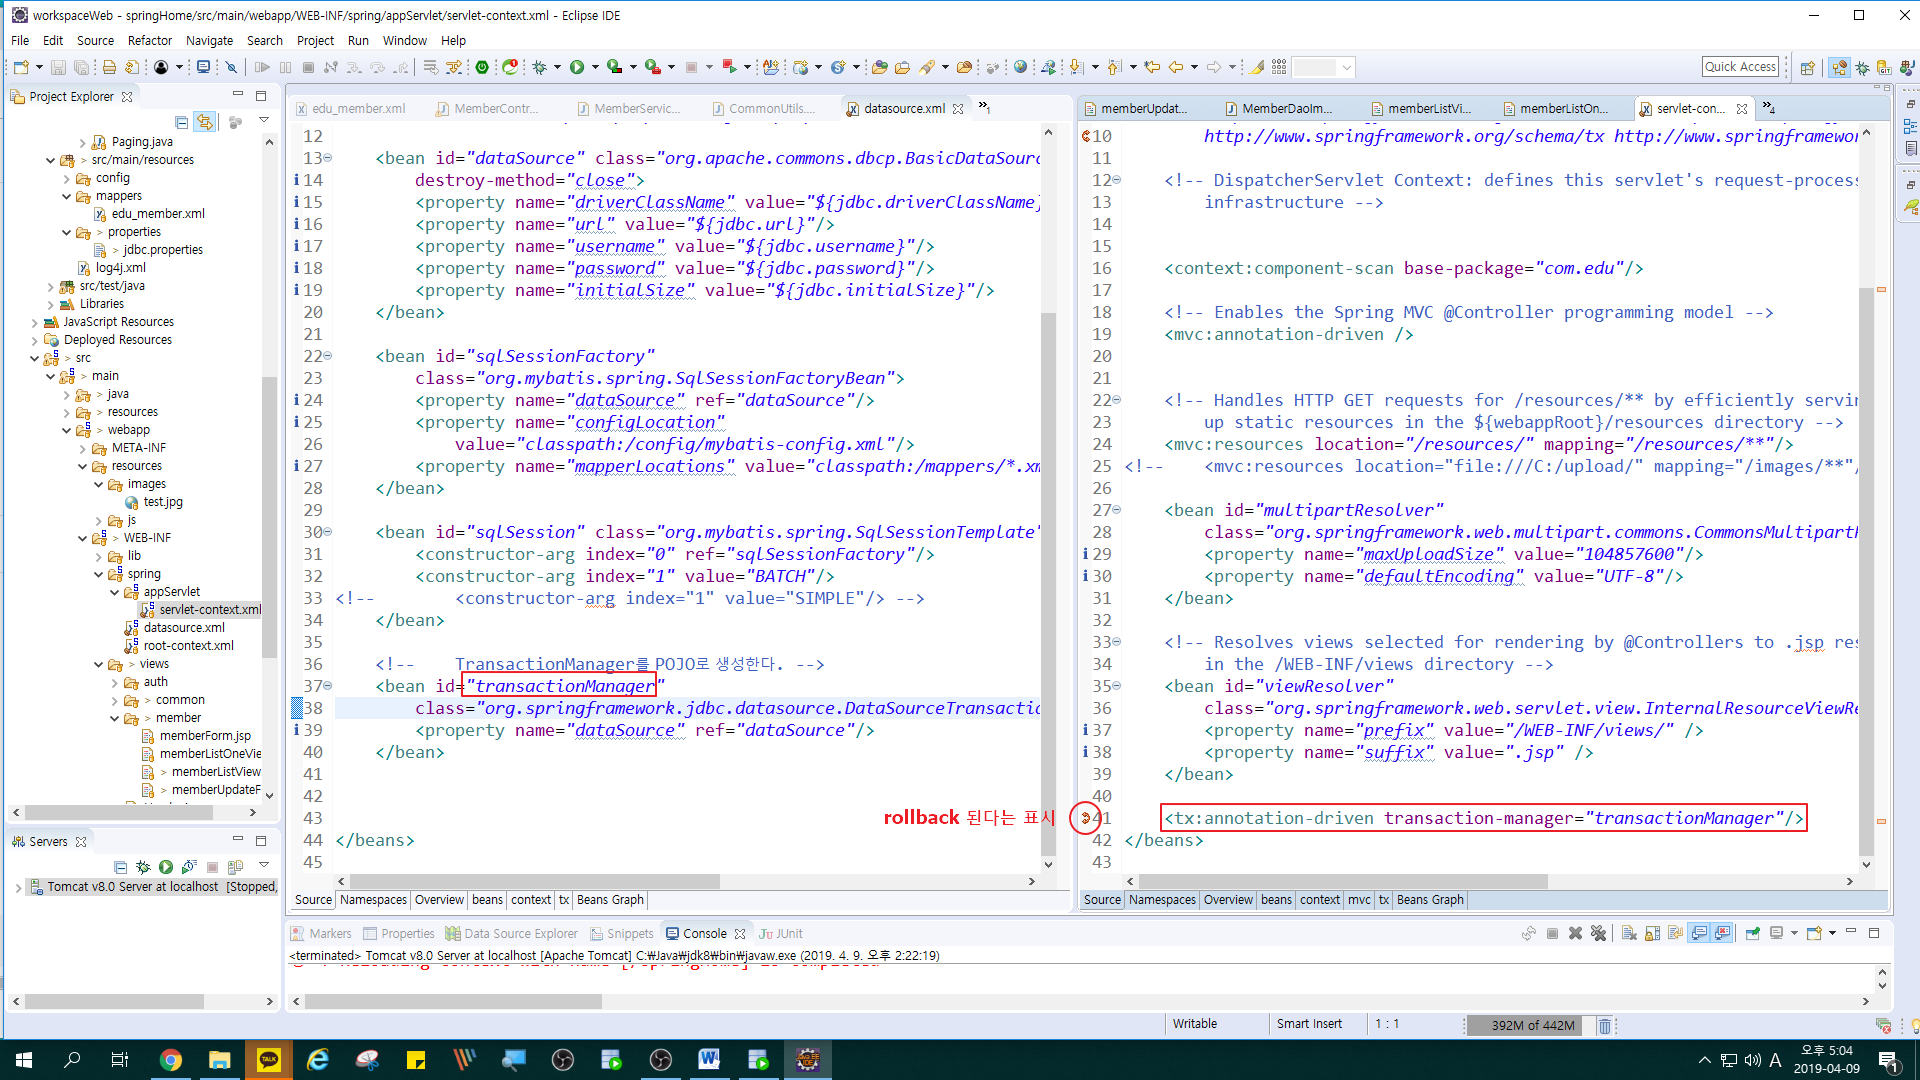 workspaceWeb - springHome/src/main/webapp/WEB-INF/spring/appServlet/servlet-context.xml - Eclipse IDE
File Edit Source Refactor Navigate Search Project Run Window Help
Quick Access
Project Explorer
Paging.java
src/main/resources
config
mappers
edu_member.xml
properties
jdbc.properties
log4j.xml
src/test/java
Libraries
JavaScript Resources
Deployed Resources
src
main
java
resources
webapp
META-INF
resources
images
test.jpg
js
WEB-INF
lib
spring
appServlet
servlet-context.xml
datasource.xml
root-context.xml
views
auth
common
member
memberForm.jsp
memberListOneVie
memberListView
memberUpdateF
Servers
Tomcat v8.0 Server at localhost [Stopped,
edu_member.xml MemberContr... MemberServic... CommonUtils.... datasource.xml »1
12
13 <bean id="dataSource" class="org.apache.commons.dbcp.BasicDataSourc
14 destroy-method="close">
15 <property name="driverClassName" value="${jdbc.driverClassName}
16 <property name="url" value="${jdbc.url}"/>
17 <property name="username" value="${jdbc.username}"/>
18 <property name="password" value="${jdbc.password}"/>
19 <property name="initialSize" value="${jdbc.initialSize}"/>
20 </bean>
21
22 <bean id="sqlSessionFactory"
23 class="org.mybatis.spring.SqlSessionFactoryBean">
24 <property name="dataSource" ref="dataSource"/>
25 <property name="configLocation"
26 value="classpath:/config/mybatis-config.xml"/>
27 <property name="mapperLocations" value="classpath:/mappers/*.xm
28 </bean>
29
30 <bean id="sqlSession" class="org.mybatis.spring.SqlSessionTemplate"
31 <constructor-arg index="0" ref="sqlSessionFactory"/>
32 <constructor-arg index="1" value="BATCH"/>
33 <!-- <constructor-arg index="1" value="SIMPLE"/> -->
34 </bean>
35
36 <!-- TransactionManager를 POJO로 생성한다. -->
37 <bean id="transactionManager"
38 class="org.springframework.jdbc.datasource.DataSourceTransactio
39 <property name="dataSource" ref="dataSource"/>
40 </bean>
41
42
43
44 </beans>
45
rollback 된다는 표시
Source Namespaces Overview beans context tx Beans Graph
memberUpdat... MemberDaoIm... memberListVi... memberListOn... servlet-con... »4
10 http://www.springframework.org/schema/tx http://www.springframewor
11
12 <!-- DispatcherServlet Context: defines this servlet's request-proces
13 infrastructure -->
14
15
16 <context:component-scan base-package="com.edu"/>
17
18 <!-- Enables the Spring MVC @Controller programming model -->
19 <mvc:annotation-driven />
20
21
22 <!-- Handles HTTP GET requests for /resources/** by efficiently servin
23 up static resources in the ${webappRoot}/resources directory -->
24 <mvc:resources location="/resources/" mapping="/resources/**"/>
25 <!-- <mvc:resources location="file:///C:/upload/" mapping="/images/**"/
26
27 <bean id="multipartResolver"
28 class="org.springframework.web.multipart.commons.CommonsMultipartR
29 <property name="maxUploadSize" value="104857600"/>
30 <property name="defaultEncoding" value="UTF-8"/>
31 </bean>
32
33 <!-- Resolves views selected for rendering by @Controllers to .jsp res
34 in the /WEB-INF/views directory -->
35 <bean id="viewResolver"
36 class="org.springframework.web.servlet.view.InternalResourceViewRe
37 <property name="prefix" value="/WEB-INF/views/" />
38 <property name="suffix" value=".jsp" />
39 </bean>
40
41 <tx:annotation-driven transaction-manager="transactionManager"/>
42 </beans>
43
Source Namespaces Overview beans context mvc tx Beans Graph
Markers Properties Data Source Explorer Snippets Console JUnit
<terminated> Tomcat v8.0 Server at localhost [Apache Tomcat] C:₩Java₩jdk8₩bin₩javaw.exe (2019. 4. 9. 오후 2:22:19)
Writable Smart Insert 1 : 1 392M of 442M
TALK
A 오후 5:04
2019-04-09
1